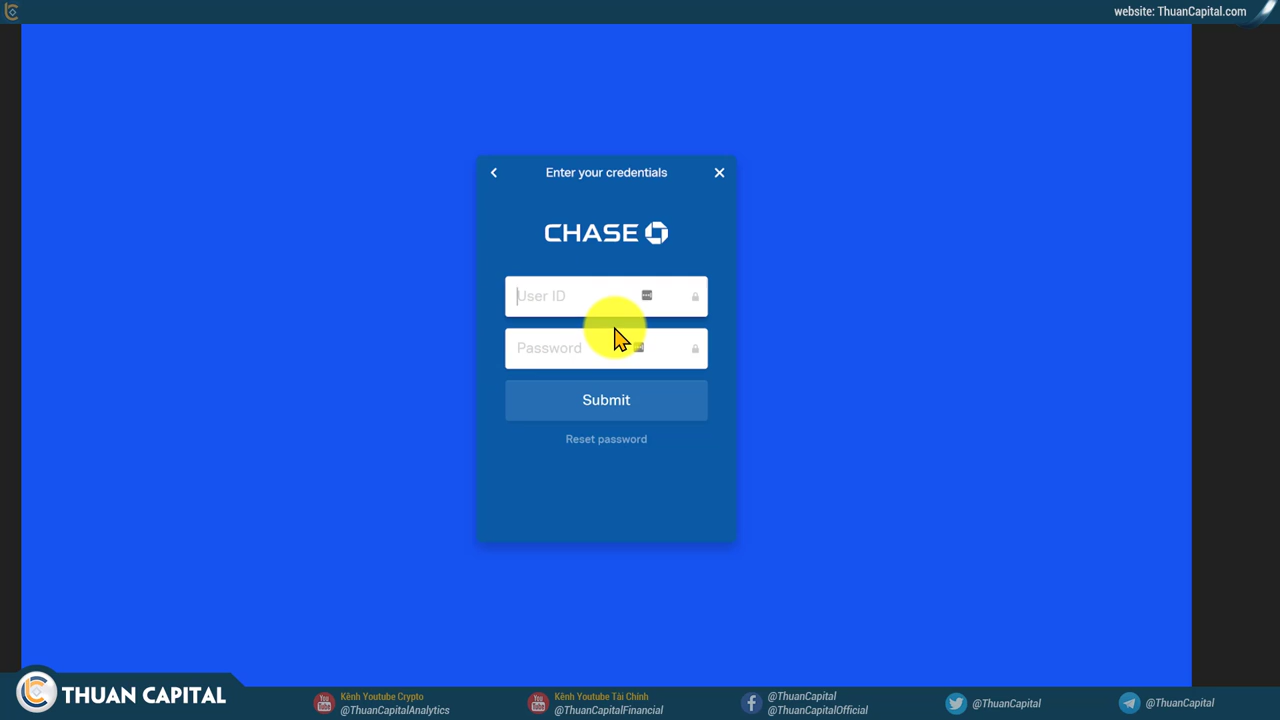 website: ThuanCapital.com
Enter your credentials
CHASE
User ID
Password
Submit
Reset password
THUAN CAPITAL
Kênh Youtube Crypto
@ThuanCapitalAnalytics
Kênh Youtube Tài Chính
@ThuanCapitalFinancial
@ThuanCapital
@ThuanCapitalOfficial
@ThuanCapital
@ThuanCapital